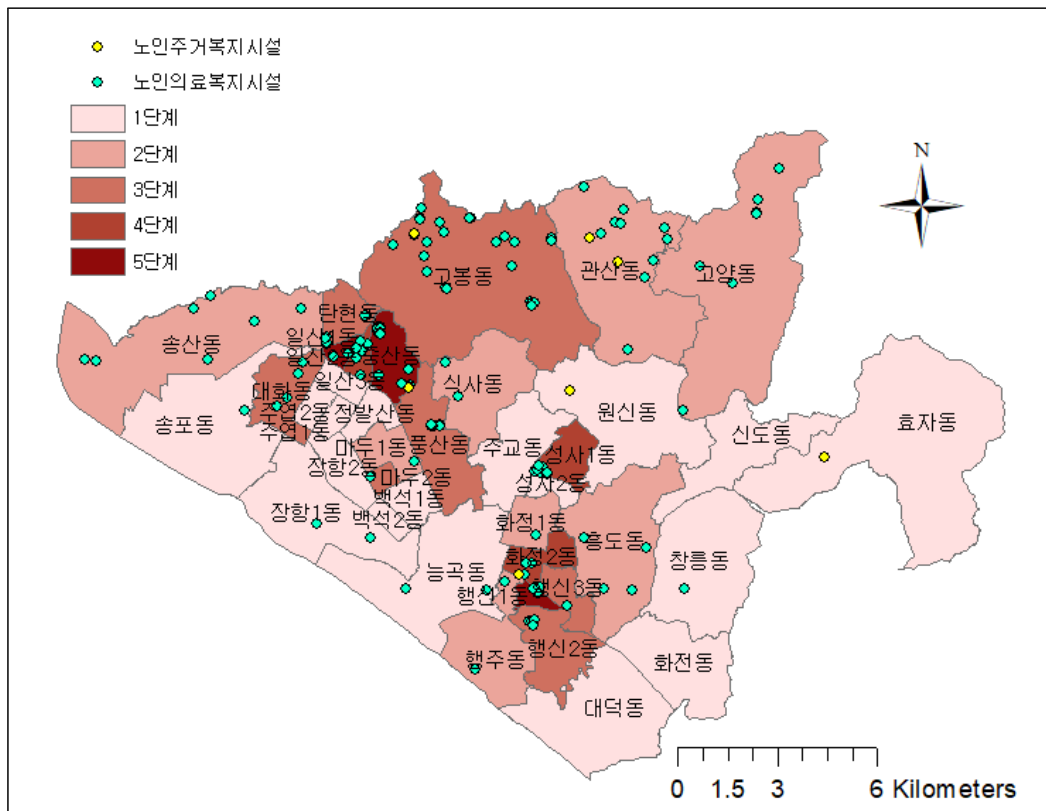 노인주거복지시설
노인의료복지시설
1단계
2단계
3단계
4단계
5단계
N
고봉동
관산동
고양동
탄현동
송산동
일산1동
중산동
일산3동
식사동
대화동
송포동
주엽2동
정발산동
주엽1동
원신동
신도동
효자동
마두1동
풍산동
주교동
성사1동
장항2동
마두2동
성사2동
백석1동
장항1동
백석2동
화정1동
흥도동
창릉동
화정2동
능곡동
행신1동
행신3동
행신2동
행주동
화전동
대덕동
0 1.5 3 6 Kilometers